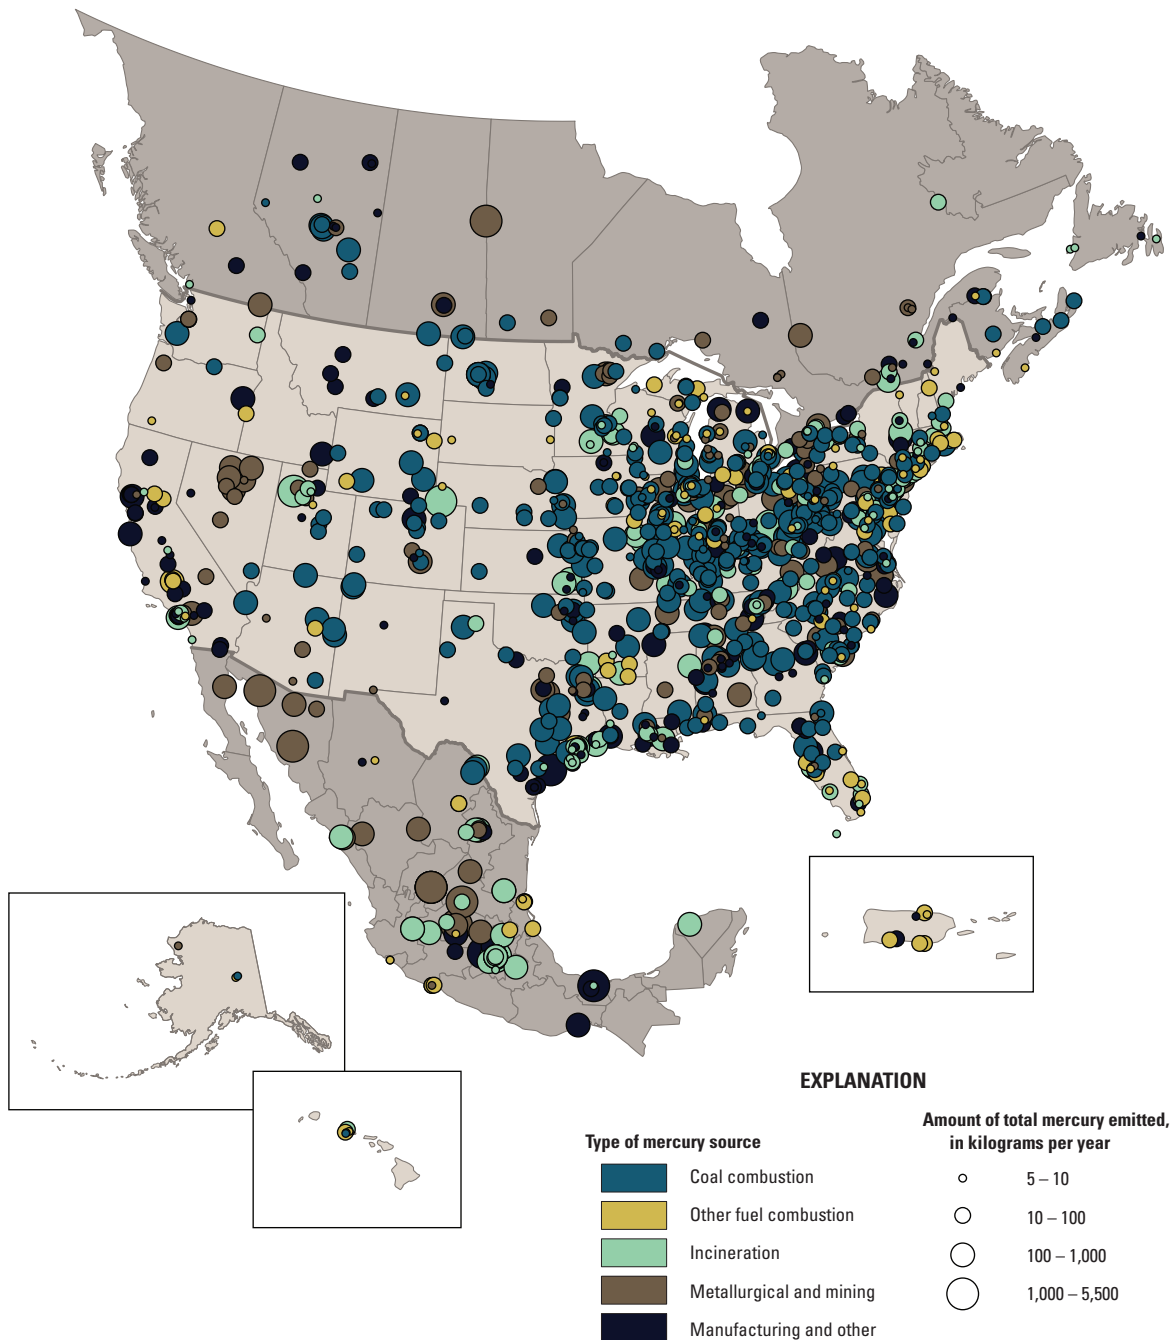 EXPLANATION
Type of mercury source
Coal combustion
Other fuel combustion
Incineration
Metallurgical and mining
Manufacturing and other
Amount of total mercury emitted,
in kilograms per year
5 – 10
10 – 100
100 – 1,000
1,000 – 5,500